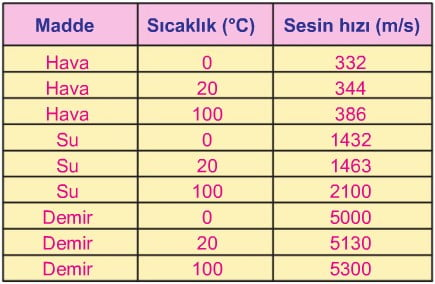 Madde Sıcaklık (°C) Sesin hızı (m/s)
Hava 0 332
Hava 20 344
Hava 100 386
Su 0 1432
Su 20 1463
Su 100 2100
Demir 0 5000
Demir 20 5130
Demir 100 5300